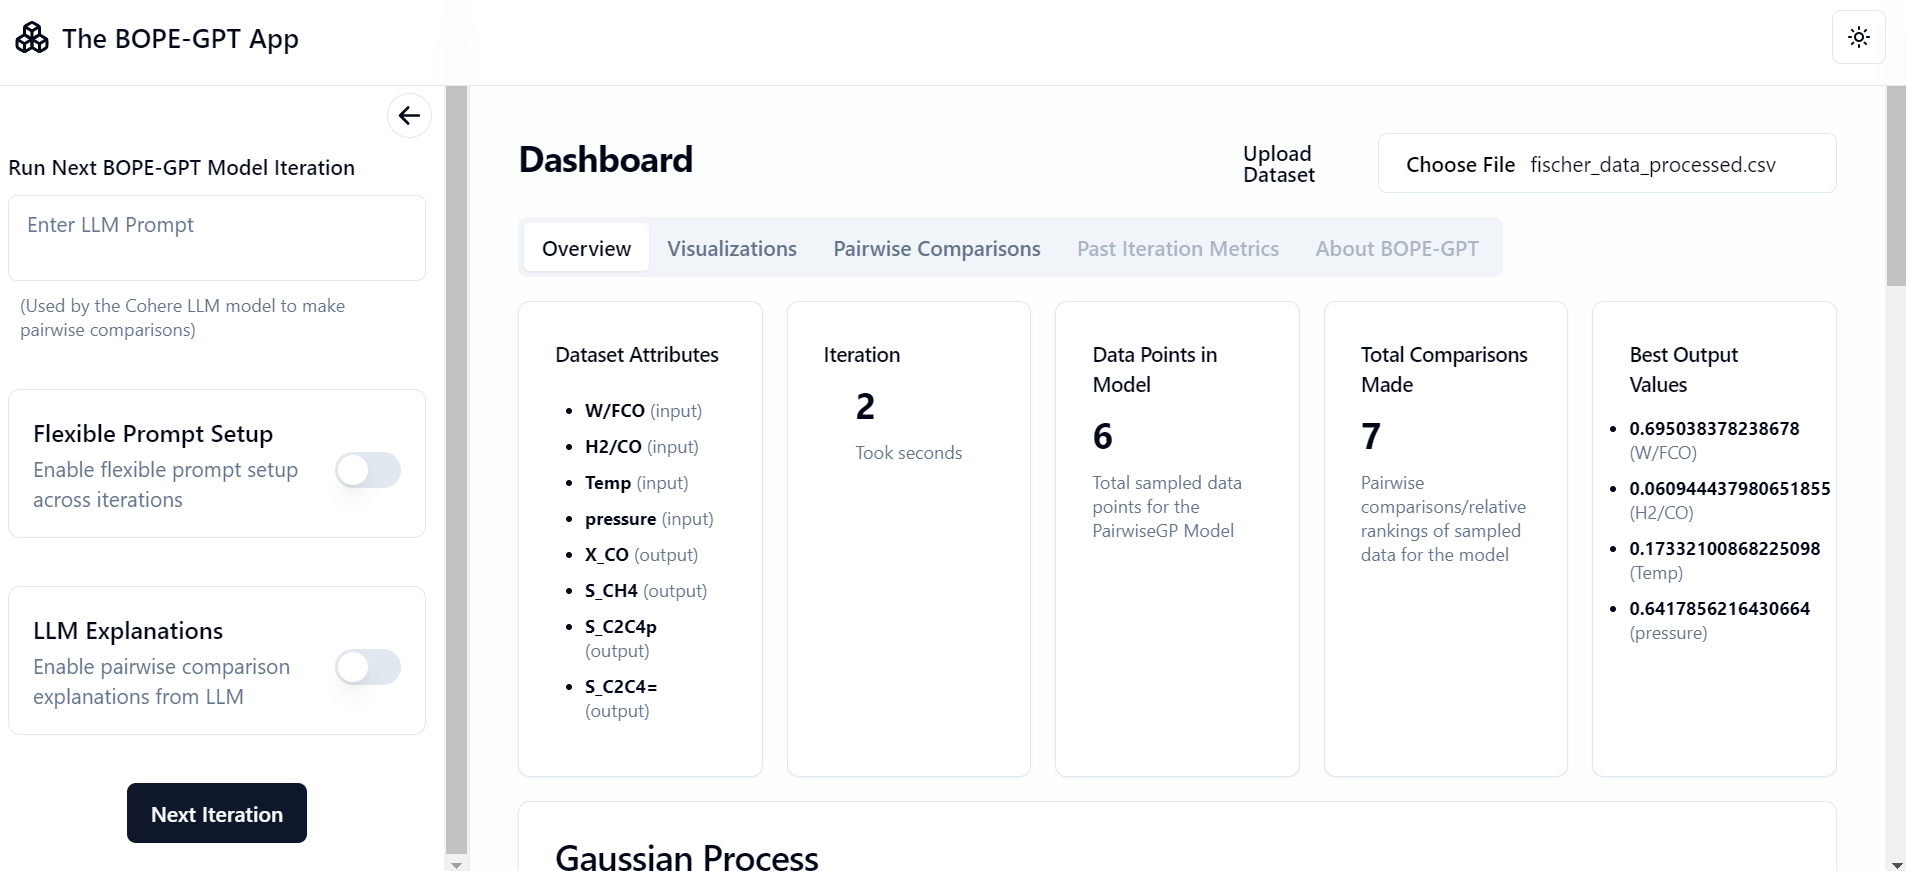 The BOPE-GPT App
Run Next BOPE-GPT Model Iteration
Enter LLM Prompt
(Used by the Cohere LLM model to make
pairwise comparisons)
Flexible Prompt Setup
Enable flexible prompt setup
across iterations
LLM Explanations
Enable pairwise comparison
explanations from LLM
Next Iteration
Dashboard
Upload
Dataset
Choose File fischer_data_processed.csv
Overview Visualizations Pairwise Comparisons Past Iteration Metrics About BOPE-GPT
Dataset Attributes
W/FCO (input)
H2/CO (input)
Temp (input)
pressure (input)
X_CO (output)
S_CH4 (output)
S_C2C4p
(output)
S_C2C4=
(output)
Iteration
2
Took seconds
Data Points in
Model
6
Total sampled data
points for the
PairwiseGP Model
Total Comparisons
Made
7
Pairwise
comparisons/relative
rankings of sampled
data for the model
Best Output
Values
0.695038378238678
(W/FCO)
0.060944437980651855
(H2/CO)
0.17332100868225098
(Temp)
0.6417856216430664
(pressure)
Gaussian Process